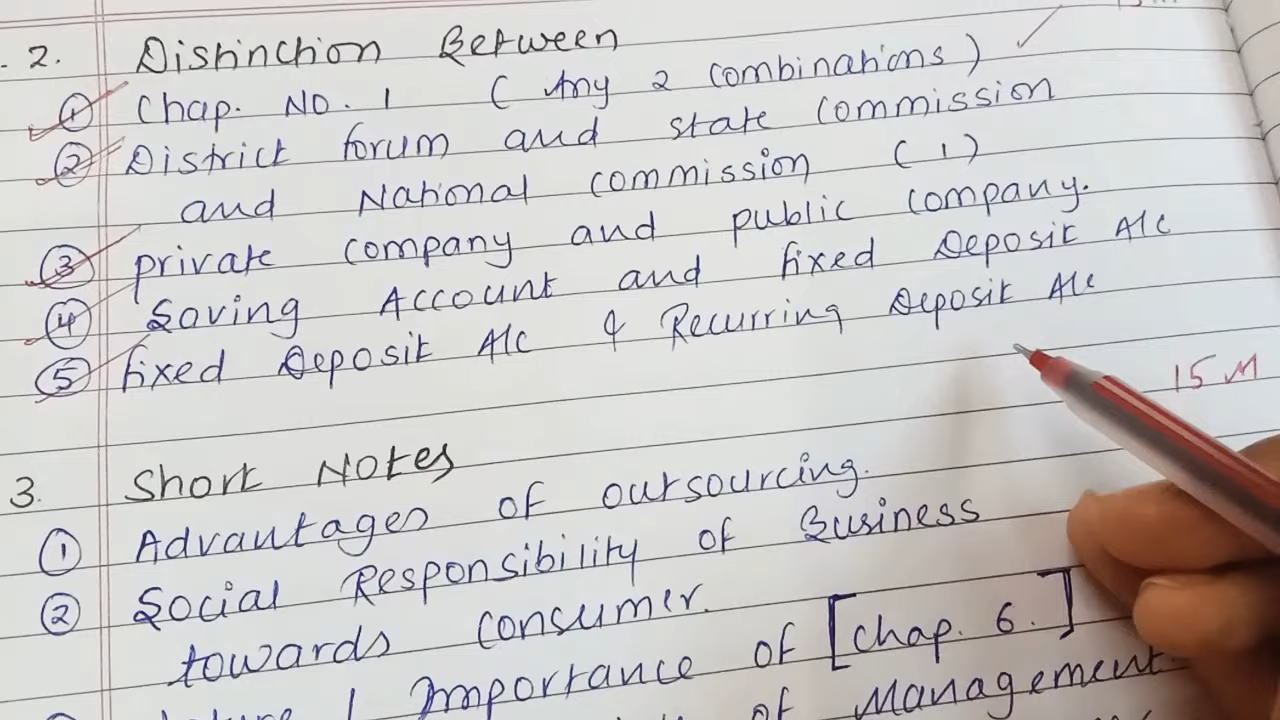 2. Distinction Between
① Chap. No. 1 (Any 2 combinations)
② District forum and state commission
and National commission (1)
③ private company and public company.
④ Saving Account and fixed Deposit A/c
⑤ fixed Deposit A/c & Recurring Deposit A/c
15 M
3. Short Notes
① Advantages of outsourcing.
② Social Responsibility of Business
towards consumer.
Importance of [chap. 6.]
of Management